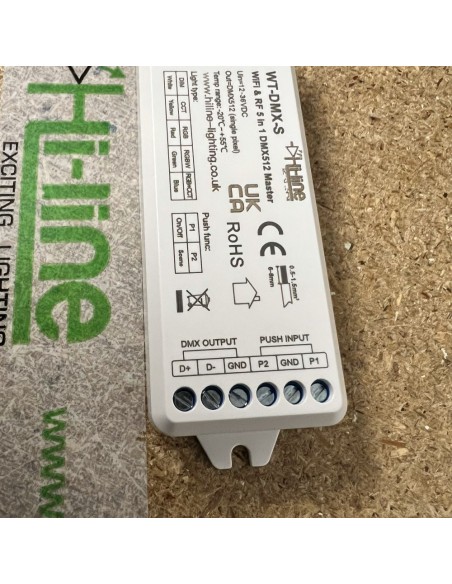 Hi-line
EXCITING LIGHTING
Hi-line
WT-DMX-S
WiFi & RF 5 in 1 DMX512 Master
Uin=12-36VDC
Out=DMX512 (single pixel)
Temp range: -20°C~+55°C
www.hiline-lighting.co.uk
Light type:
DIM CCT RGB RGBW RGB+CCT
White Yellow Red Green Blue
Push func:
P1 P2
On/Off Scene
UK
CA
RoHS
CE
0.5-1.5mm²
6-8mm
DMX OUTPUT PUSH INPUT
D+ D- GND P2 GND P1